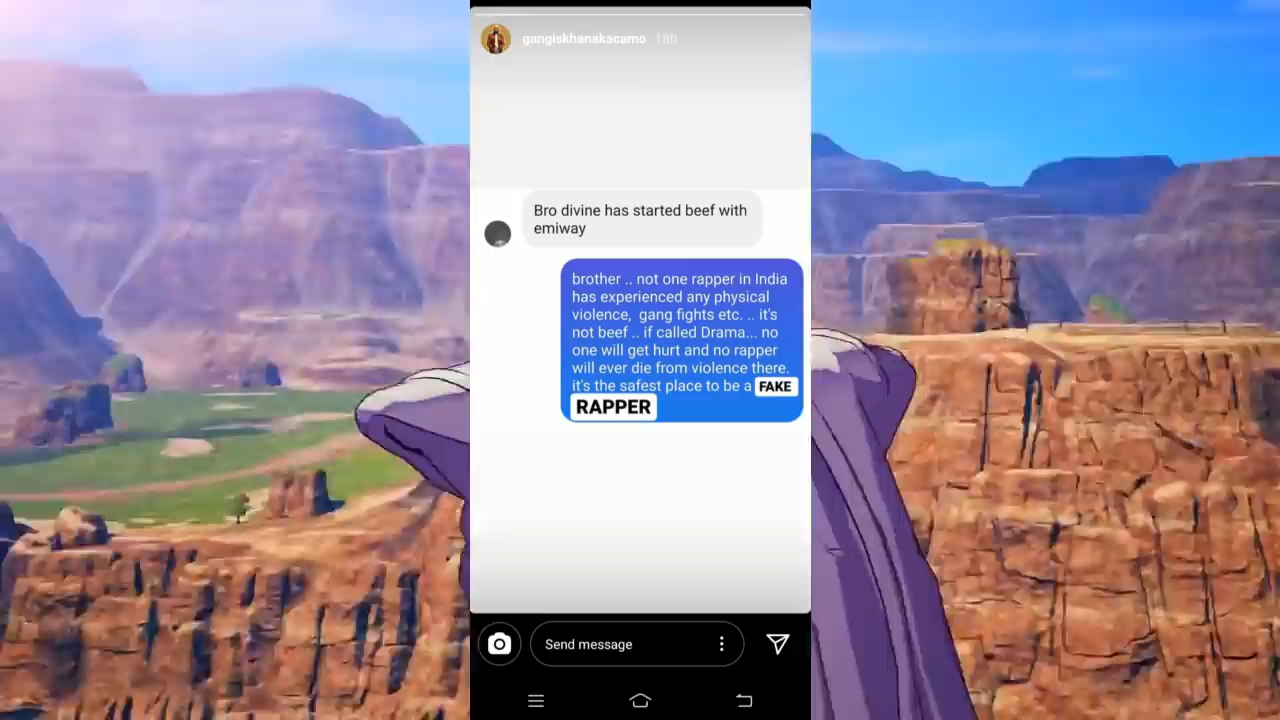 gangiskhanakacamo 18h
Bro divine has started beef with
emiway
brother .. not one rapper in India
has experienced any physical
violence, gang fights etc. .. it's
not beef .. if called Drama... no
one will get hurt and no rapper
will ever die from violence there.
it's the safest place to be a FAKE
RAPPER
Send message